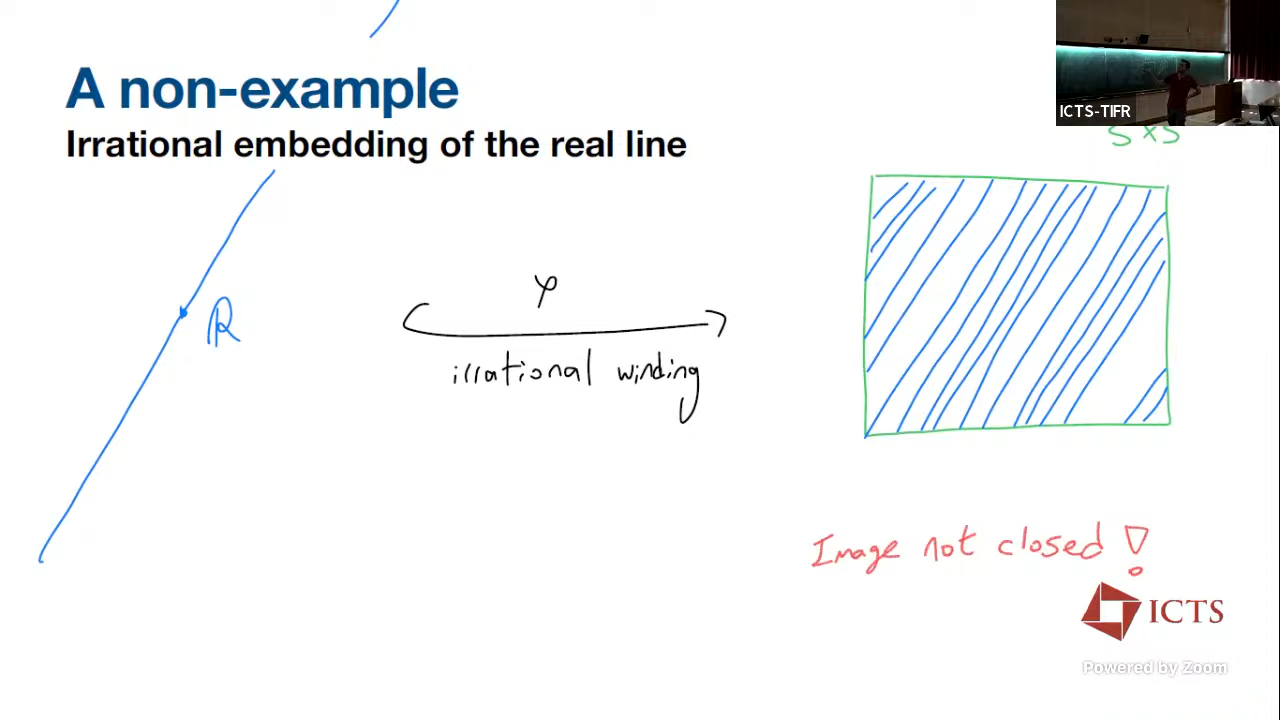 A non-example
Irrational embedding of the real line
ICTS-TIFR
ℝ
φ
irrational winding
Image not closed !
ICTS
Powered by Zoom